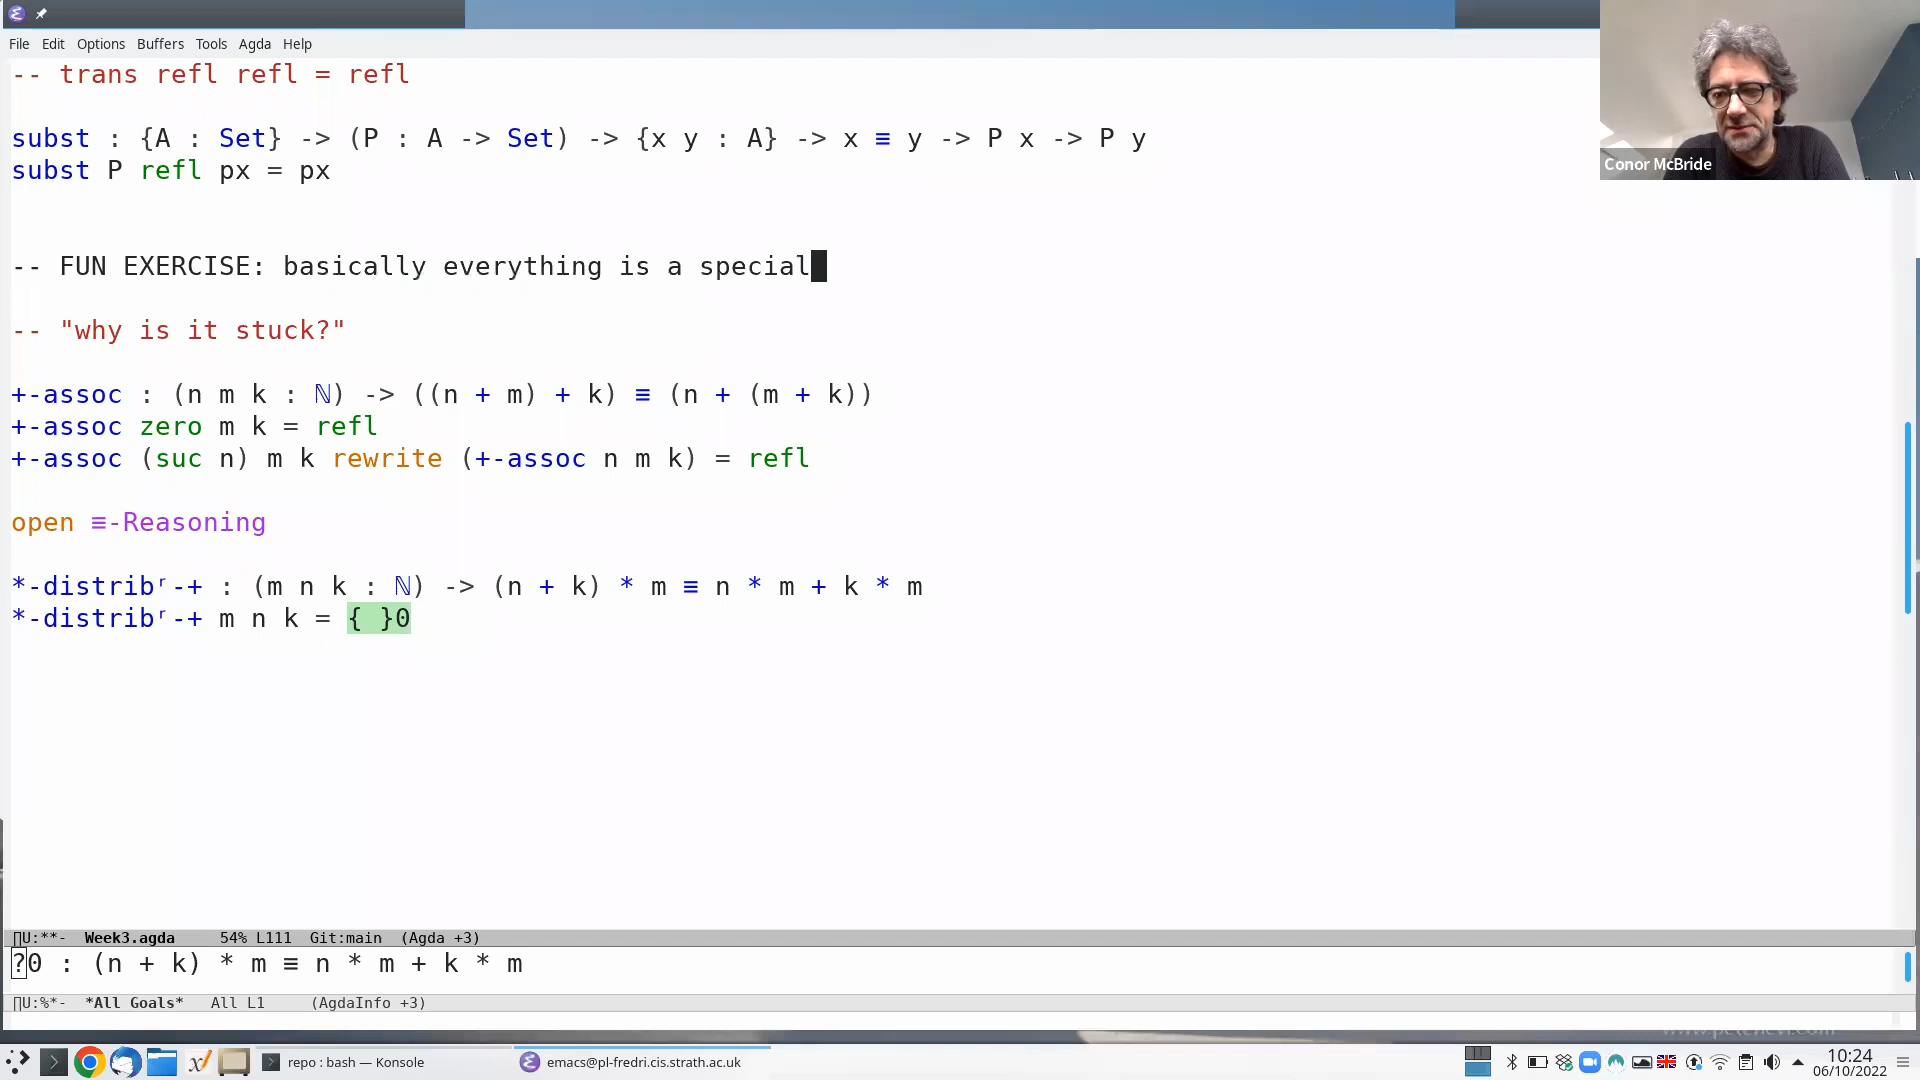 File Edit Options Buffers Tools Agda Help
-- trans refl refl = refl
subst : {A : Set} -> (P : A -> Set) -> {x y : A} -> x ≡ y -> P x -> P y
subst P refl px = px
Conor McBride
-- FUN EXERCISE: basically everything is a special
-- "why is it stuck?"
+-assoc : (n m k : ℕ) -> ((n + m) + k) ≡ (n + (m + k))
+-assoc zero m k = refl
+-assoc (suc n) m k rewrite (+-assoc n m k) = refl
open ≡-Reasoning
*-distribʳ-+ : (m n k : ℕ) -> (n + k) * m ≡ n * m + k * m
*-distribʳ-+ m n k = { }0
U:**- Week3.agda 54% L111 Git:main (Agda +3)
?0 : (n + k) * m ≡ n * m + k * m
U:%*- *All Goals* All L1 (AgdaInfo +3)
repo : bash — Konsole
emacs@pl-fredri.cis.strath.ac.uk
10:24
06/10/2022